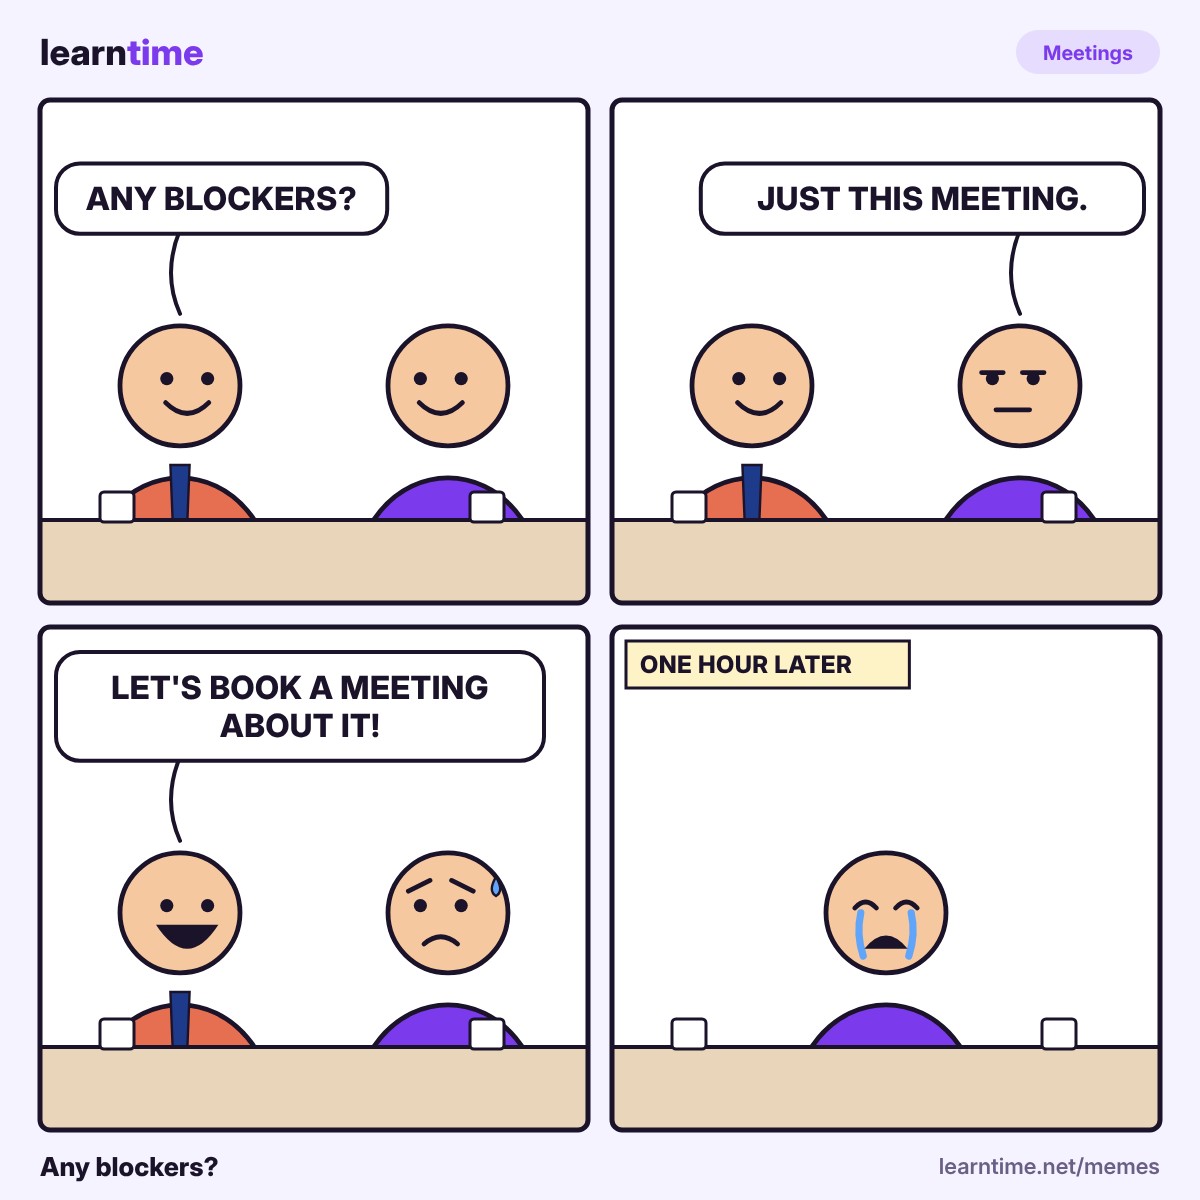 learntime
Meetings
ANY BLOCKERS?
JUST THIS MEETING.
LET'S BOOK A MEETING
ABOUT IT!
ONE HOUR LATER
Any blockers?
learntime.net/memes